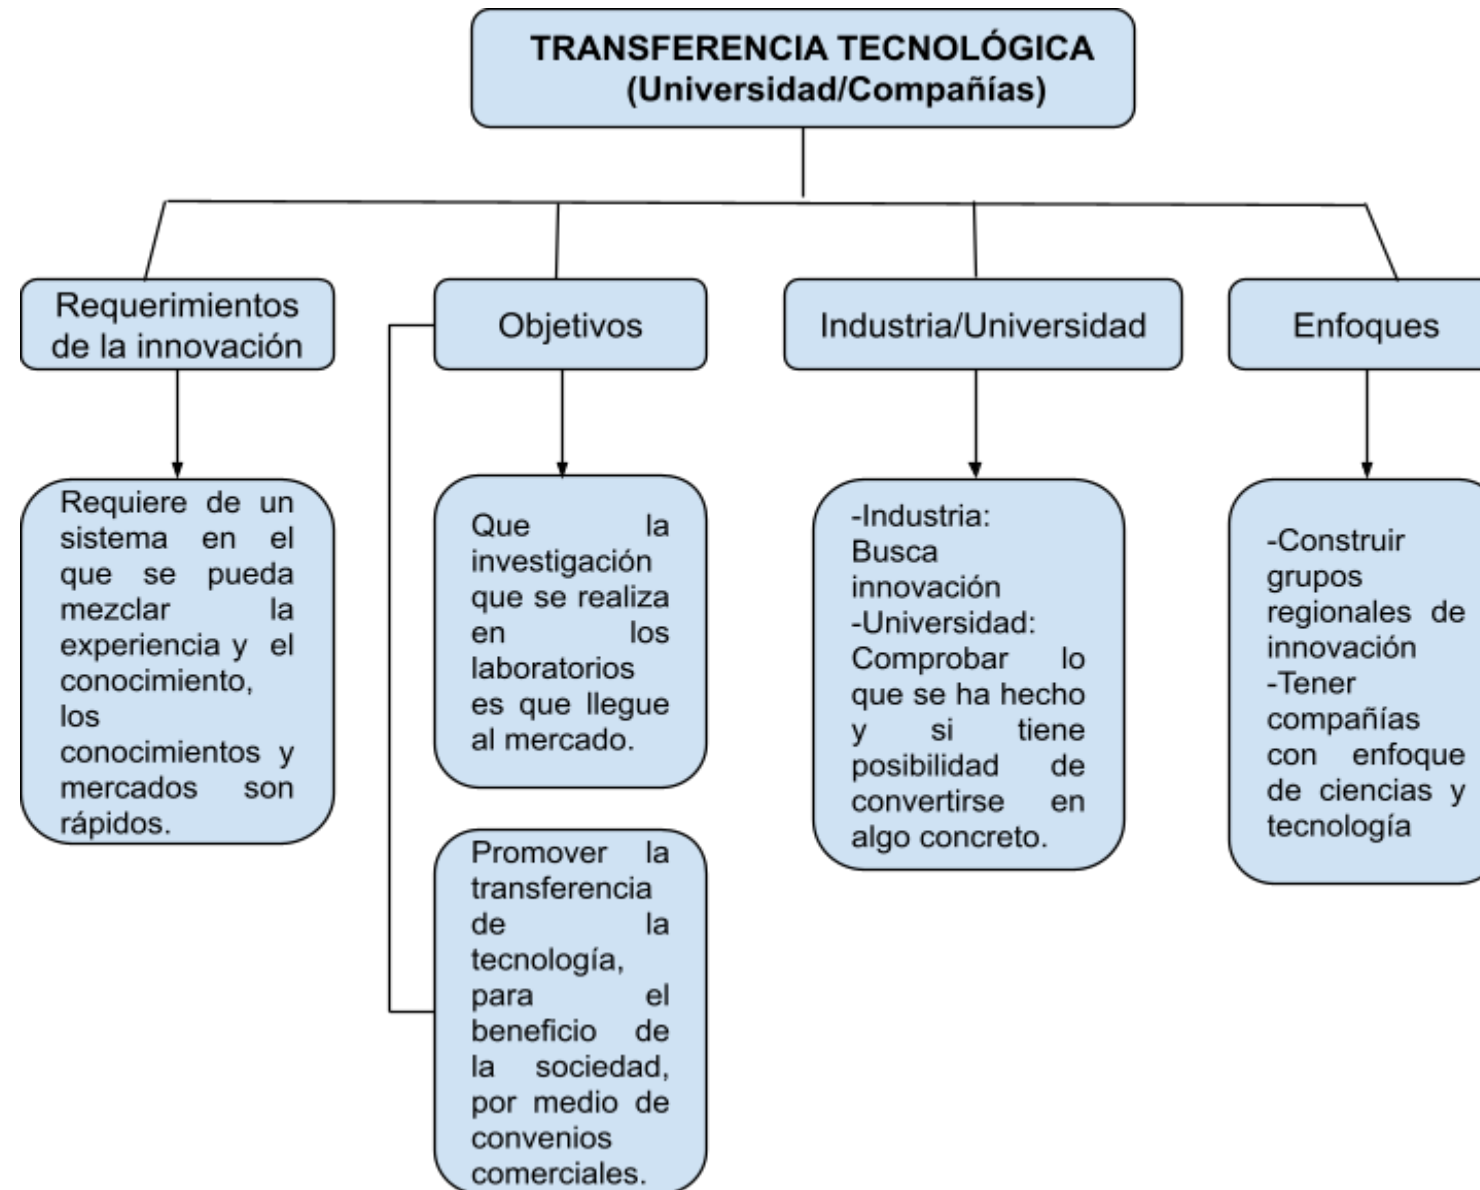 TRANSFERENCIA TECNOLÓGICA
(Universidad/Compañías)
Requerimientos
de la innovación
Objetivos
Industria/Universidad
Enfoques
Requiere de un
sistema en el
que se pueda
mezclar la
experiencia y el
conocimiento,
los
conocimientos y
mercados son
rápidos.
Que la
investigación
que se realiza
en los
laboratorios
es que llegue
al mercado.
Promover la
transferencia
de la
tecnología,
para el
beneficio de
la sociedad,
por medio de
convenios
comerciales.
-Industria:
Busca
innovación
-Universidad:
Comprobar lo
que se ha hecho
y si tiene
posibilidad de
convertirse en
algo concreto.
-Construir
grupos
regionales de
innovación
-Tener
compañías
con enfoque
de ciencias y
tecnología